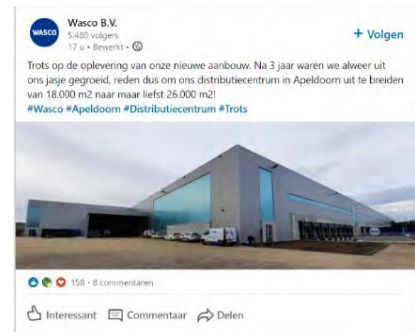 WASCO
Wasco B.V.
5.480 volgers
17 u • Bewerkt •
+ Volgen
Trots op de oplevering van onze nieuwe aanbouw. Na 3 jaar waren we alweer uit
ons jasje gegroeid, reden dus om ons distributiecentrum in Apeldoorn uit te breiden
van 18.000 m2 naar maar liefst 26.000 m2!
#Wasco #Apeldoorn #Distributiecentrum #Trots
158 • 8 commentaren
Interessant Commentaar Delen